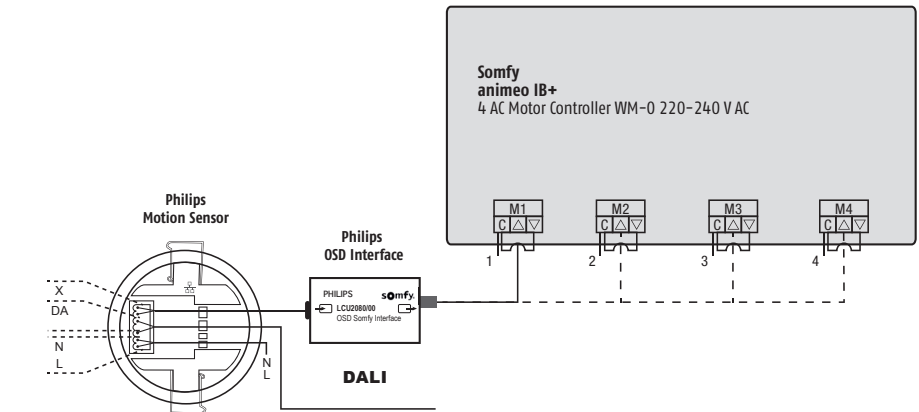 Somfy
animeo IB+
4 AC Motor Controller WM-0 220-240 V AC
M1
C
M2
C
M3
C
M4
C
1
2
3
4
Philips
Motion Sensor
Philips
OSD Interface
PHILIPS
somfy.
LCU2080/00
OSD Somfy Interface
X
DA
N
L
N
L
DALI